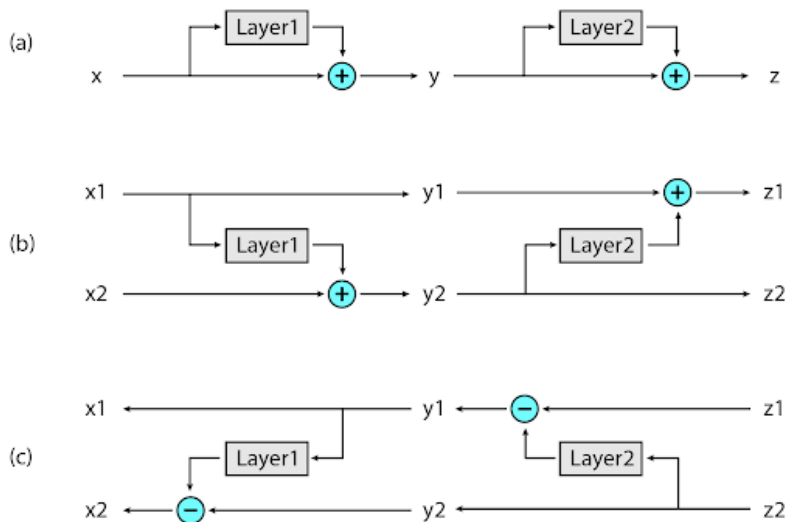 (a)
Layer1
Layer2
x
+
y
+
z
x1
y1
+
z1
(b)
Layer1
Layer2
x2
+
y2
z2
x1
y1
−
z1
(c)
Layer1
Layer2
x2
−
y2
z2